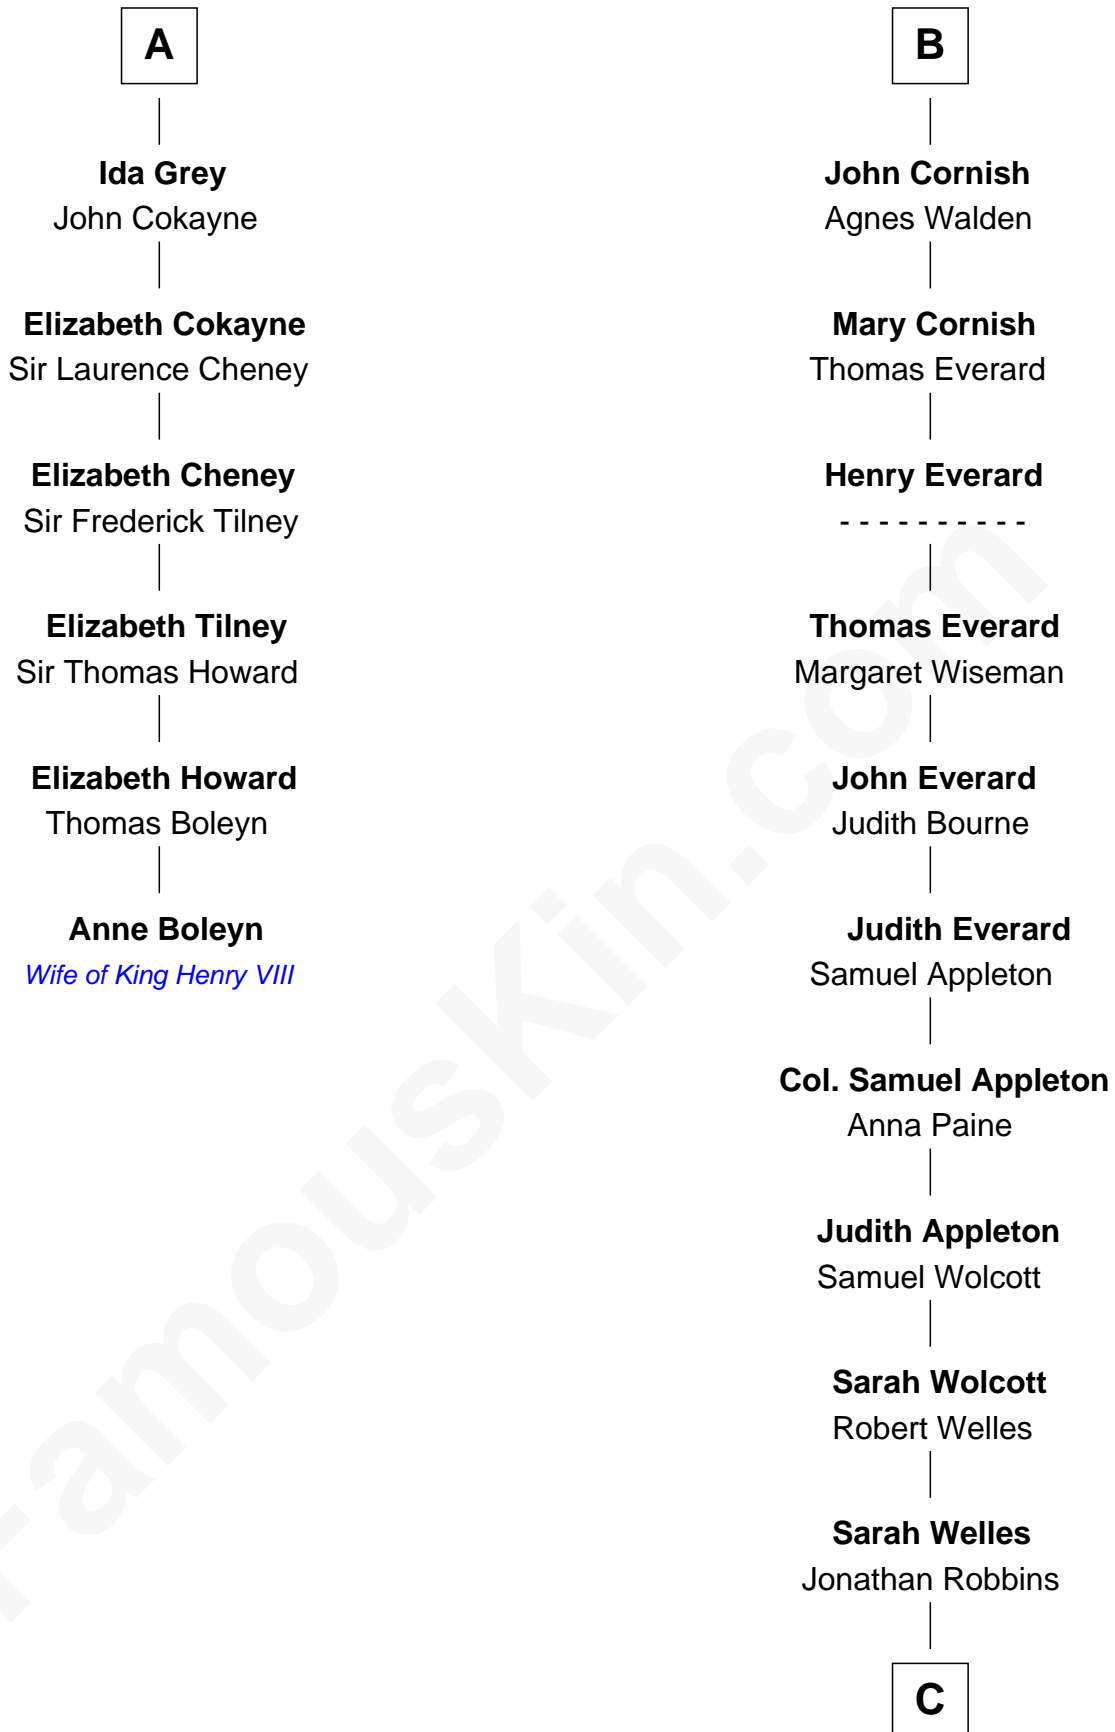 A
Ida Grey
John Cokayne
Elizabeth Cokayne
Sir Laurence Cheney
Elizabeth Cheney
Sir Frederick Tilney
Elizabeth Tilney
Sir Thomas Howard
Elizabeth Howard
Thomas Boleyn
Anne Boleyn
Wife of King Henry VIII
B
John Cornish
Agnes Walden
Mary Cornish
Thomas Everard
Henry Everard
- - - - - - - - - -
Thomas Everard
Margaret Wiseman
John Everard
Judith Bourne
Judith Everard
Samuel Appleton
Col. Samuel Appleton
Anna Paine
Judith Appleton
Samuel Wolcott
Sarah Wolcott
Robert Welles
Sarah Welles
Jonathan Robbins
C
FamousKin.com